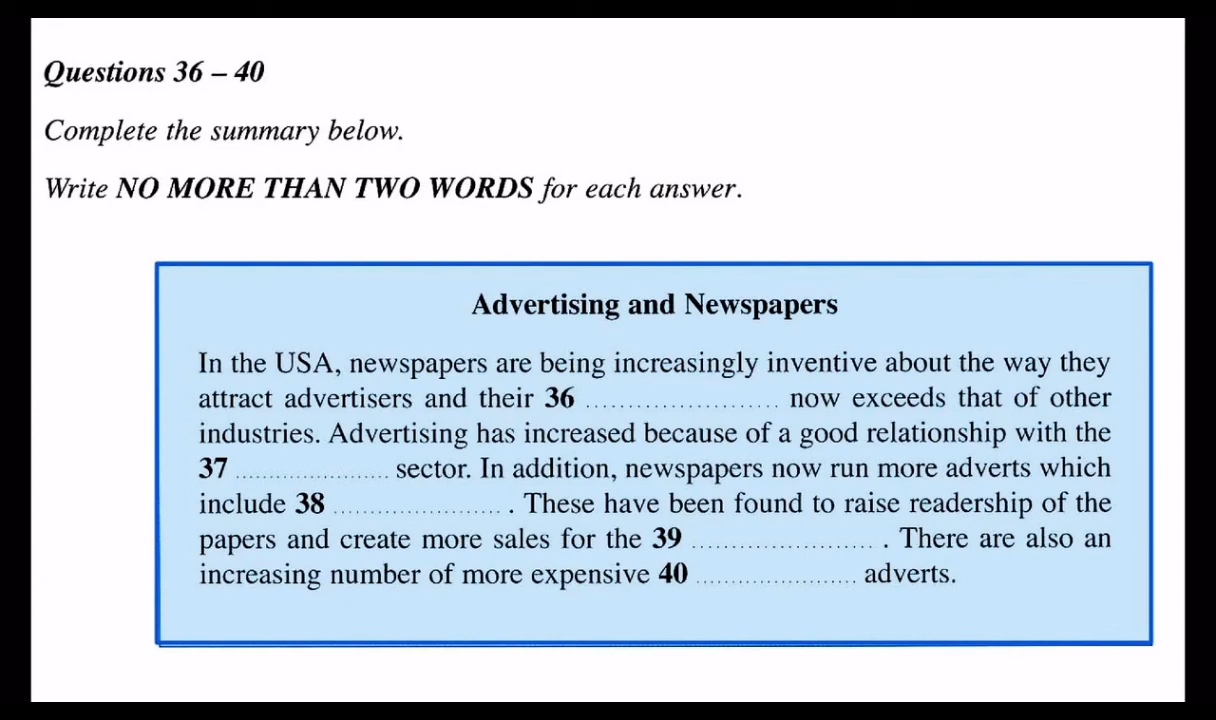 Questions 36 – 40
Complete the summary below.
Write NO MORE THAN TWO WORDS for each answer.
Advertising and Newspapers
In the USA, newspapers are being increasingly inventive about the way they
attract advertisers and their 36 ........................ now exceeds that of other
industries. Advertising has increased because of a good relationship with the
37 ...................... sector. In addition, newspapers now run more adverts which
include 38 ........................ . These have been found to raise readership of the
papers and create more sales for the 39 ........................ . There are also an
increasing number of more expensive 40 ...................... adverts.